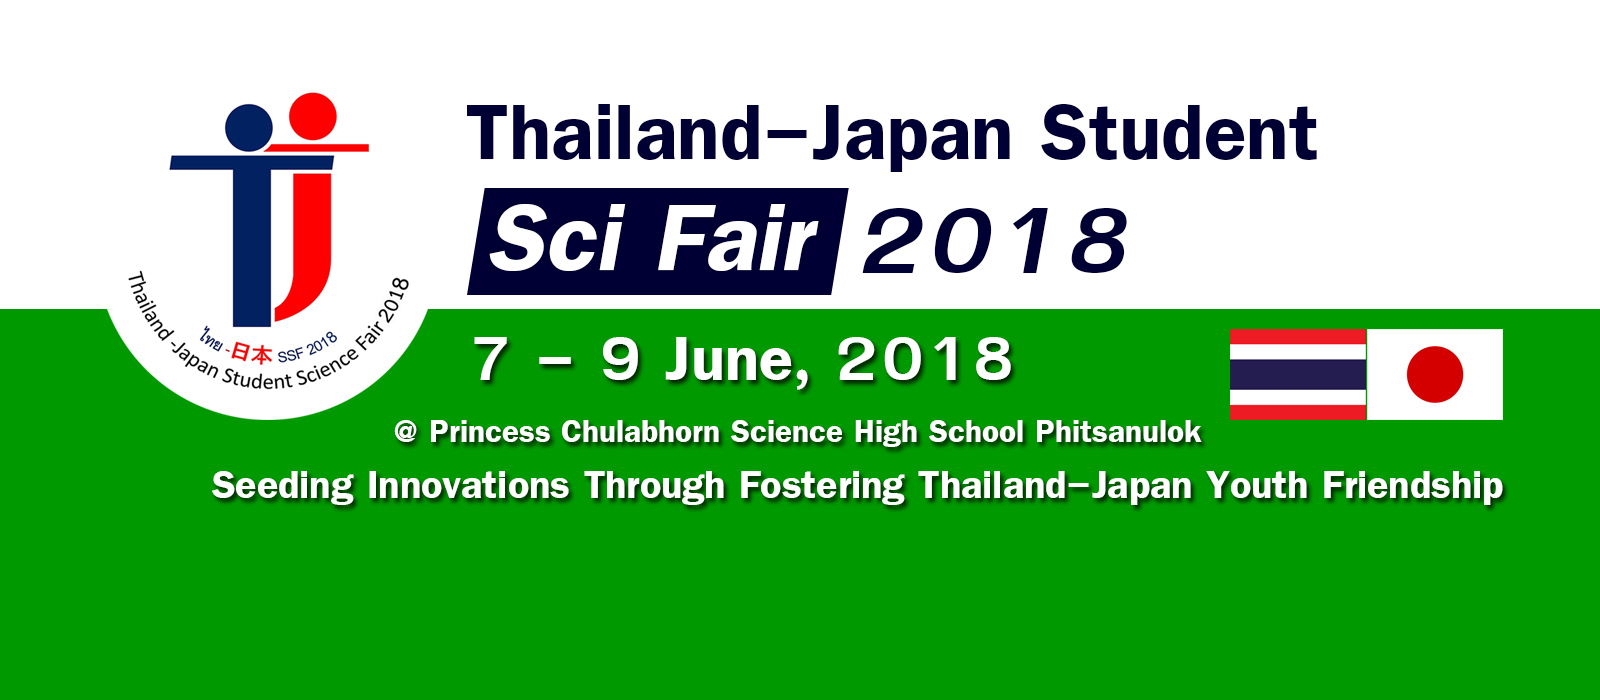 Thailand-Japan Student
Sci Fair 2018
ไทย-日本 SSF 2018
Thailand-Japan Student Science Fair 2018
7 - 9 June, 2018
@ Princess Chulabhorn Science High School Phitsanulok
Seeding Innovations Through Fostering Thailand-Japan Youth Friendship